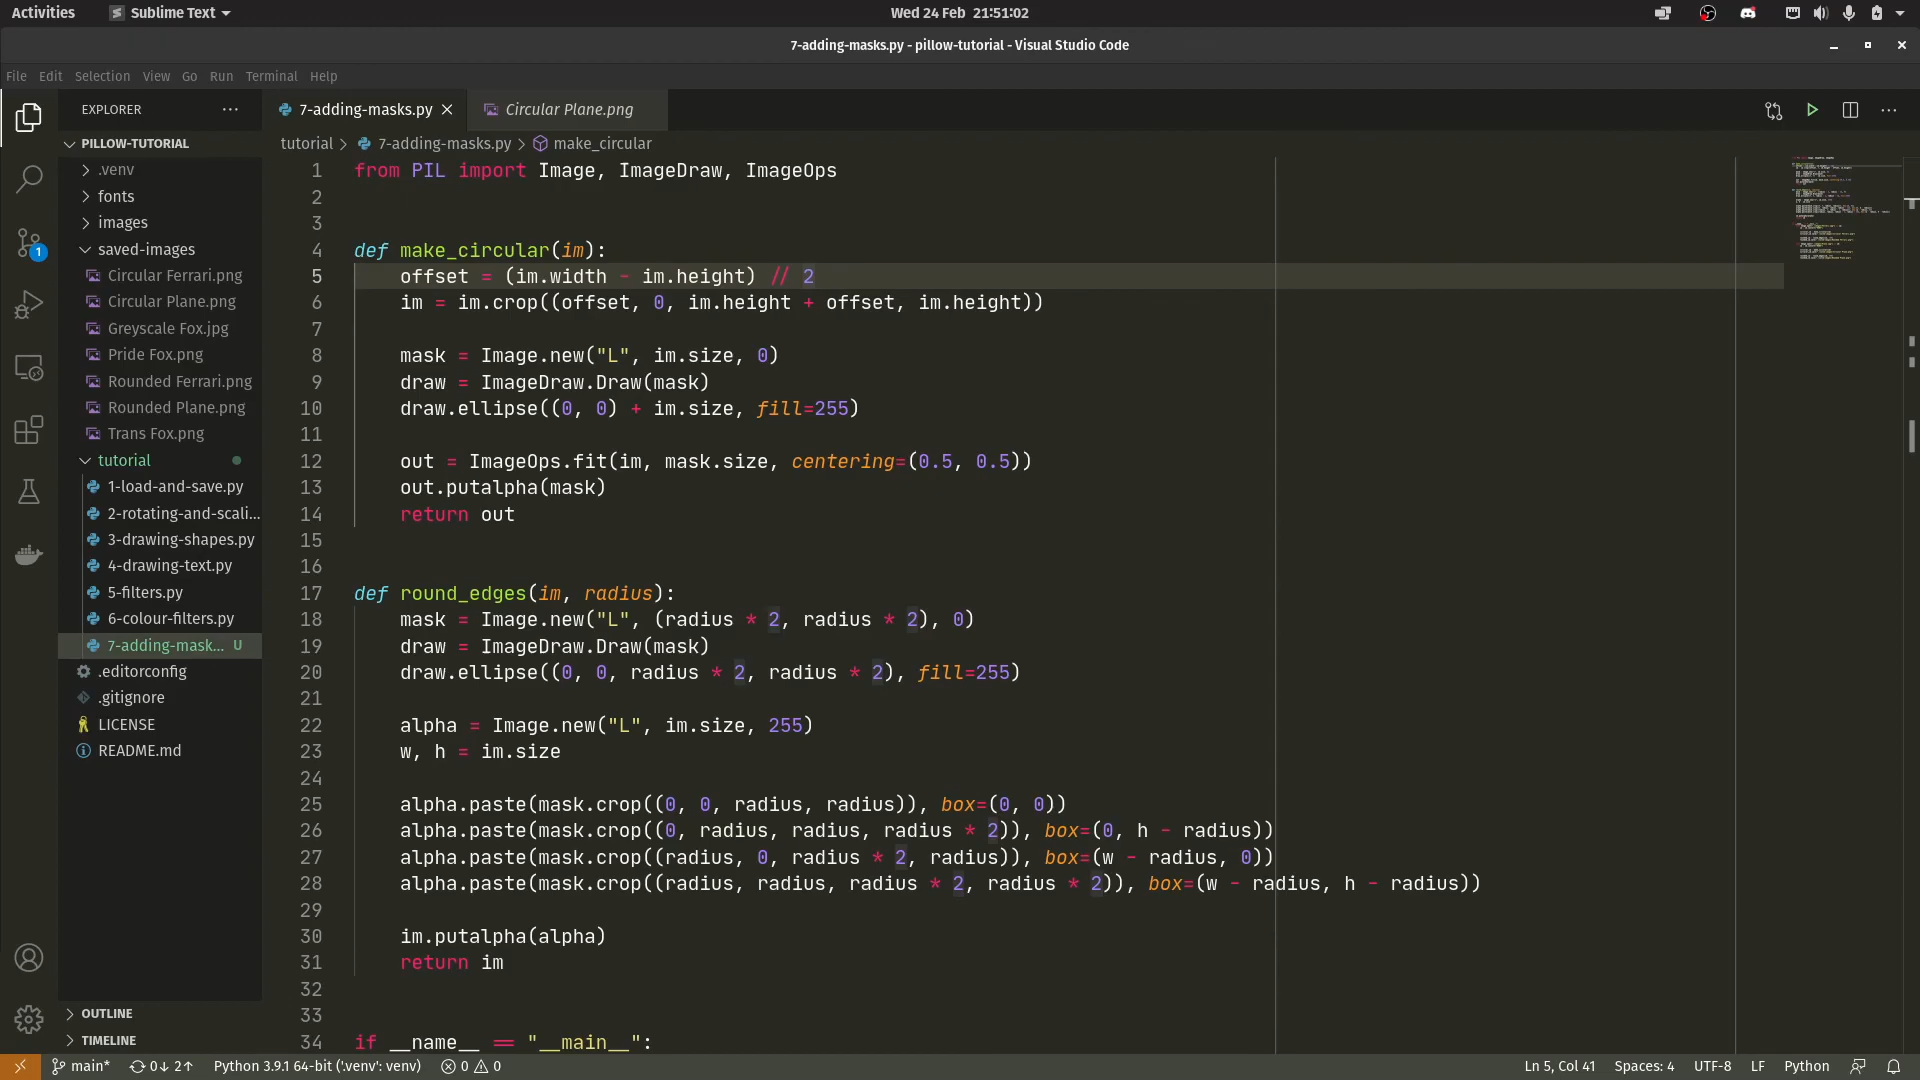 Activities Sublime Text Wed 24 Feb 21:51:02
7-adding-masks.py - pillow-tutorial - Visual Studio Code
File Edit Selection View Go Run Terminal Help
EXPLORER
7-adding-masks.py
Circular Plane.png
PILLOW-TUTORIAL
tutorial > 7-adding-masks.py > make_circular
.venv
fonts
images
saved-images
Circular Ferrari.png
Circular Plane.png
Greyscale Fox.jpg
Pride Fox.png
Rounded Ferrari.png
Rounded Plane.png
Trans Fox.png
tutorial
1-load-and-save.py
2-rotating-and-scali...
3-drawing-shapes.py
4-drawing-text.py
5-filters.py
6-colour-filters.py
7-adding-mask... U
.editorconfig
.gitignore
LICENSE
README.md
OUTLINE
TIMELINE
1
1 from PIL import Image, ImageDraw, ImageOps
2
3
4 def make_circular(im):
5     offset = (im.width - im.height) // 2
6     im = im.crop((offset, 0, im.height + offset, im.height))
7
8     mask = Image.new("L", im.size, 0)
9     draw = ImageDraw.Draw(mask)
10     draw.ellipse((0, 0) + im.size, fill=255)
11
12     out = ImageOps.fit(im, mask.size, centering=(0.5, 0.5))
13     out.putalpha(mask)
14     return out
15
16
17 def round_edges(im, radius):
18     mask = Image.new("L", (radius * 2, radius * 2), 0)
19     draw = ImageDraw.Draw(mask)
20     draw.ellipse((0, 0, radius * 2, radius * 2), fill=255)
21
22     alpha = Image.new("L", im.size, 255)
23     w, h = im.size
24
25     alpha.paste(mask.crop((0, 0, radius, radius)), box=(0, 0))
26     alpha.paste(mask.crop((0, radius, radius, radius * 2)), box=(0, h - radius))
27     alpha.paste(mask.crop((radius, 0, radius * 2, radius)), box=(w - radius, 0))
28     alpha.paste(mask.crop((radius, radius, radius * 2, radius * 2)), box=(w - radius, h - radius))
29
30     im.putalpha(alpha)
31     return im
32
33
34 if __name__ == "__main__":
main* 0↓ 2↑ Python 3.9.1 64-bit ('.venv': venv) 0 0 Ln 5, Col 41 Spaces: 4 UTF-8 LF Python